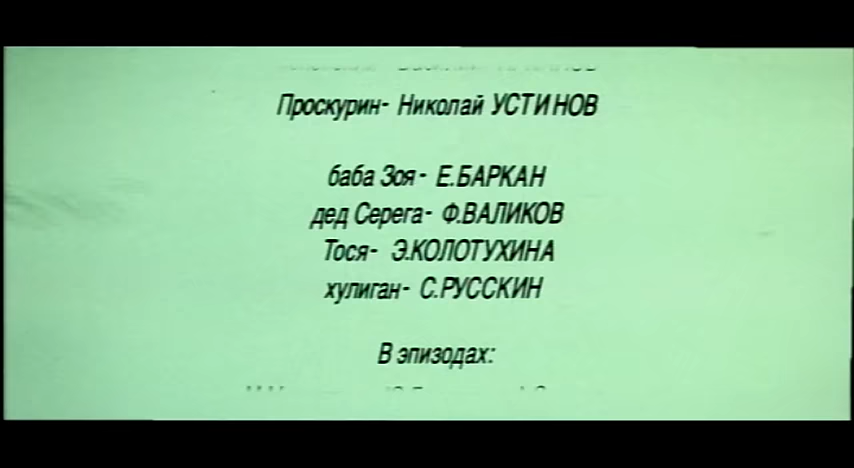 Проскурин- Николай УСТИНОВ
баба Зоя- Е.БАРКАН
дед Серега- Ф.ВАЛИКОВ
Тося- Э.КОЛОТУХИНА
хулиган- С.РУССКИН
В эпизодах: